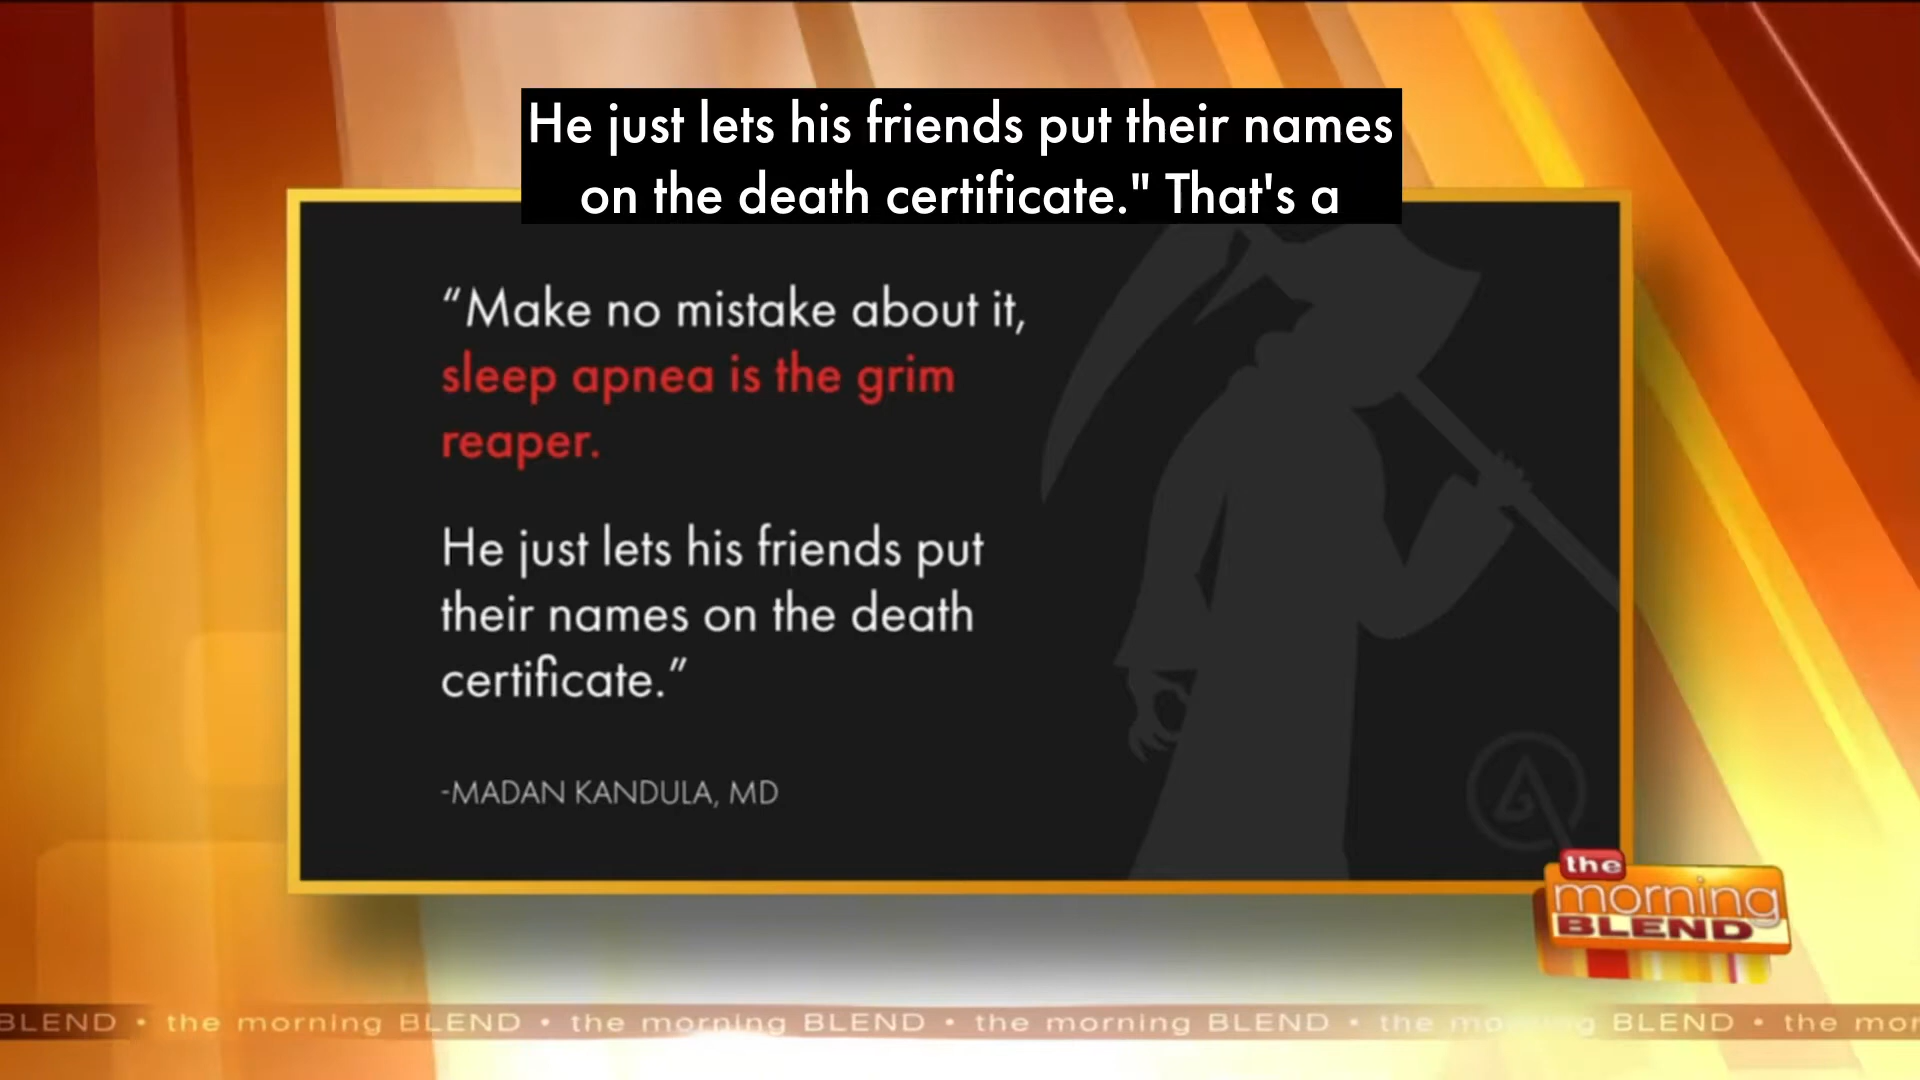 He just lets his friends put their names
on the death certificate." That's a
“Make no mistake about it,
sleep apnea is the grim
reaper.
He just lets his friends put
their names on the death
certificate.”
-MADAN KANDULA, MD
the
morning
BLEND
BLEND • the morning BLEND • the morning BLEND • the morning BLEND • the morning BLEND • the mor